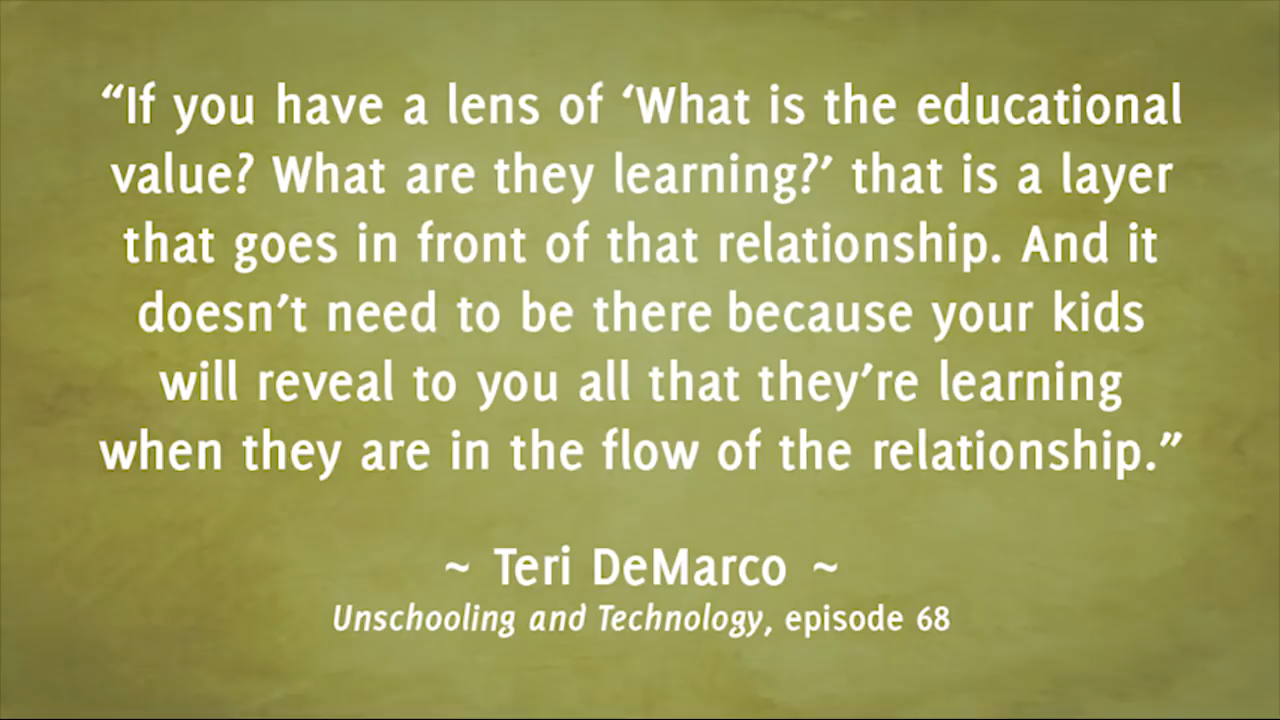 “If you have a lens of ‘What is the educational
value? What are they learning?’ that is a layer
that goes in front of that relationship. And it
doesn’t need to be there because your kids
will reveal to you all that they’re learning
when they are in the flow of the relationship.”
~ Teri DeMarco ~
Unschooling and Technology, episode 68